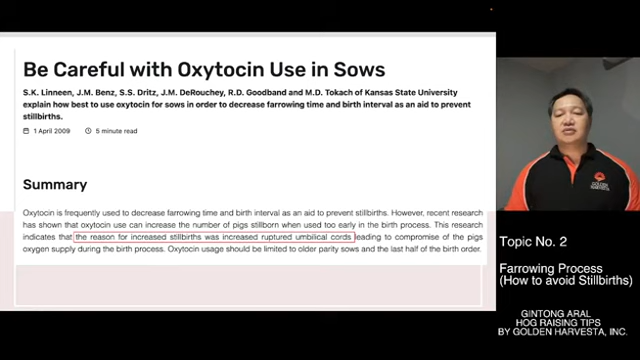 Be Careful with Oxytocin Use in Sows
S.K. Linneen, J.M. Benz, S.S. Dritz, J.M. DeRouchey, R.D. Goodband and M.D. Tokach of Kansas State University
explain how best to use oxytocin for sows in order to decrease farrowing time and birth interval as an aid to prevent
stillbirths.
1 April 2009 5 minute read
Summary
Oxytocin is frequently used to decrease farrowing time and birth interval as an aid to prevent stillbirths. However, recent research
has shown that oxytocin use can increase the number of pigs stillborn when used too early in the birth process. This research
indicates that the reason for increased stillbirths was increased ruptured umbilical cords leading to compromise of the pigs
oxygen supply during the birth process. Oxytocin usage should be limited to older parity sows and the last half of the birth order.
GOLDEN
HARVESTA
Topic No. 2
Farrowing Process
(How to avoid Stillbirths)
GINTONG ARAL
HOG RAISING TIPS
BY GOLDEN HARVESTA, INC.